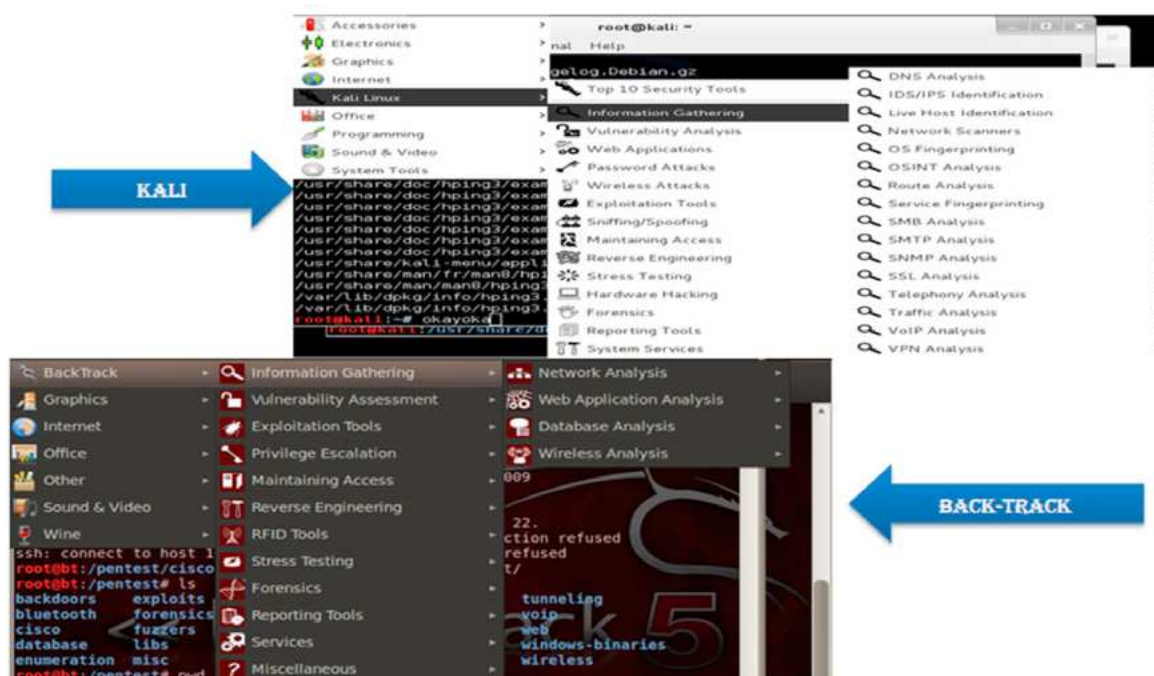 Accessories
Electronics
Graphics
Internet
Kali Linux
Office
Programming
Sound & Video
System Tools
root@kali: ~
nal Help
gelog.Debian.gz
Top 10 Security Tools
Information Gathering
Vulnerability Analysis
Web Applications
Password Attacks
Wireless Attacks
Exploitation Tools
Sniffing/Spoofing
Maintaining Access
Reverse Engineering
Stress Testing
Hardware Hacking
Forensics
Reporting Tools
System Services
DNS Analysis
IDS/IPS Identification
Live Host Identification
Network Scanners
OS Fingerprinting
OSINT Analysis
Route Analysis
Service Fingerprinting
SMB Analysis
SMTP Analysis
SNMP Analysis
SSL Analysis
Telephony Analysis
Traffic Analysis
VoIP Analysis
VPN Analysis
KALI
/usr/share/doc/hping3/exam
/usr/share/doc/hping3/exam
/usr/share/doc/hping3/exam
/usr/share/doc/hping3/exam
/usr/share/doc/hping3/exam
/usr/share/kali-menu/appli
/usr/share/man/fr/man8/hpi
/usr/share/man/man8/hping3
/var/lib/dpkg/info/hping3.
/var/lib/dpkg/info/hping3.
root@kali:~# okayoka
root@kali:/usr/share/do
BackTrack
Graphics
Internet
Office
Other
Sound & Video
Wine
Information Gathering
Vulnerability Assessment
Exploitation Tools
Privilege Escalation
Maintaining Access
Reverse Engineering
RFID Tools
Stress Testing
Forensics
Reporting Tools
Services
Miscellaneous
Network Analysis
Web Application Analysis
Database Analysis
Wireless Analysis
009
22.
ction refused
refused
t/
ssh: connect to host 1
root@bt:/pentest/cisco
root@bt:/pentest# ls
backdoors exploits
bluetooth forensics
cisco fuzzers
database libs
enumeration misc
root@bt:/pentest# pwd
tunneling
voip
web
windows-binaries
wireless
<<
ack 5
BACK-TRACK